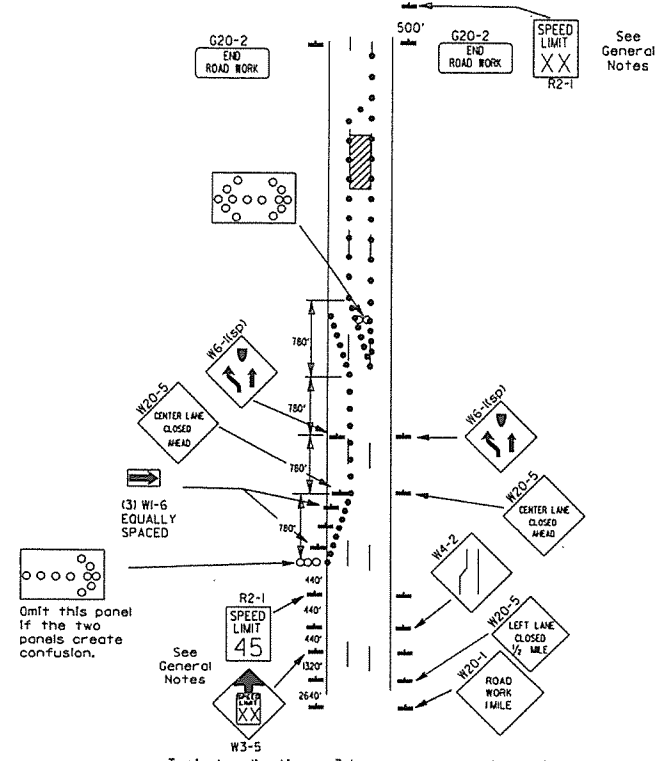 500'
G20-2
END
ROAD WORK
G20-2
END
ROAD WORK
SPEED
LIMIT
XX
R2-1
See
General
Notes
780'
W6-1(sp)
780'
W20-5
CENTER LANE
CLOSED
AHEAD
W6-1(sp)
780'
(3) W1-6
EQUALLY
SPACED
780'
W20-5
CENTER LANE
CLOSED
AHEAD
Omit this panel
if the two
panels create
confusion.
440'
R2-1
SPEED
LIMIT
45
440'
440'
1320'
2640'
See
General
Notes
SPEED
LIMIT
XX
W3-5
W4-2
W20-5
LEFT LANE
CLOSED
1/2 MILE
W20-1
ROAD
WORK
1 MILE